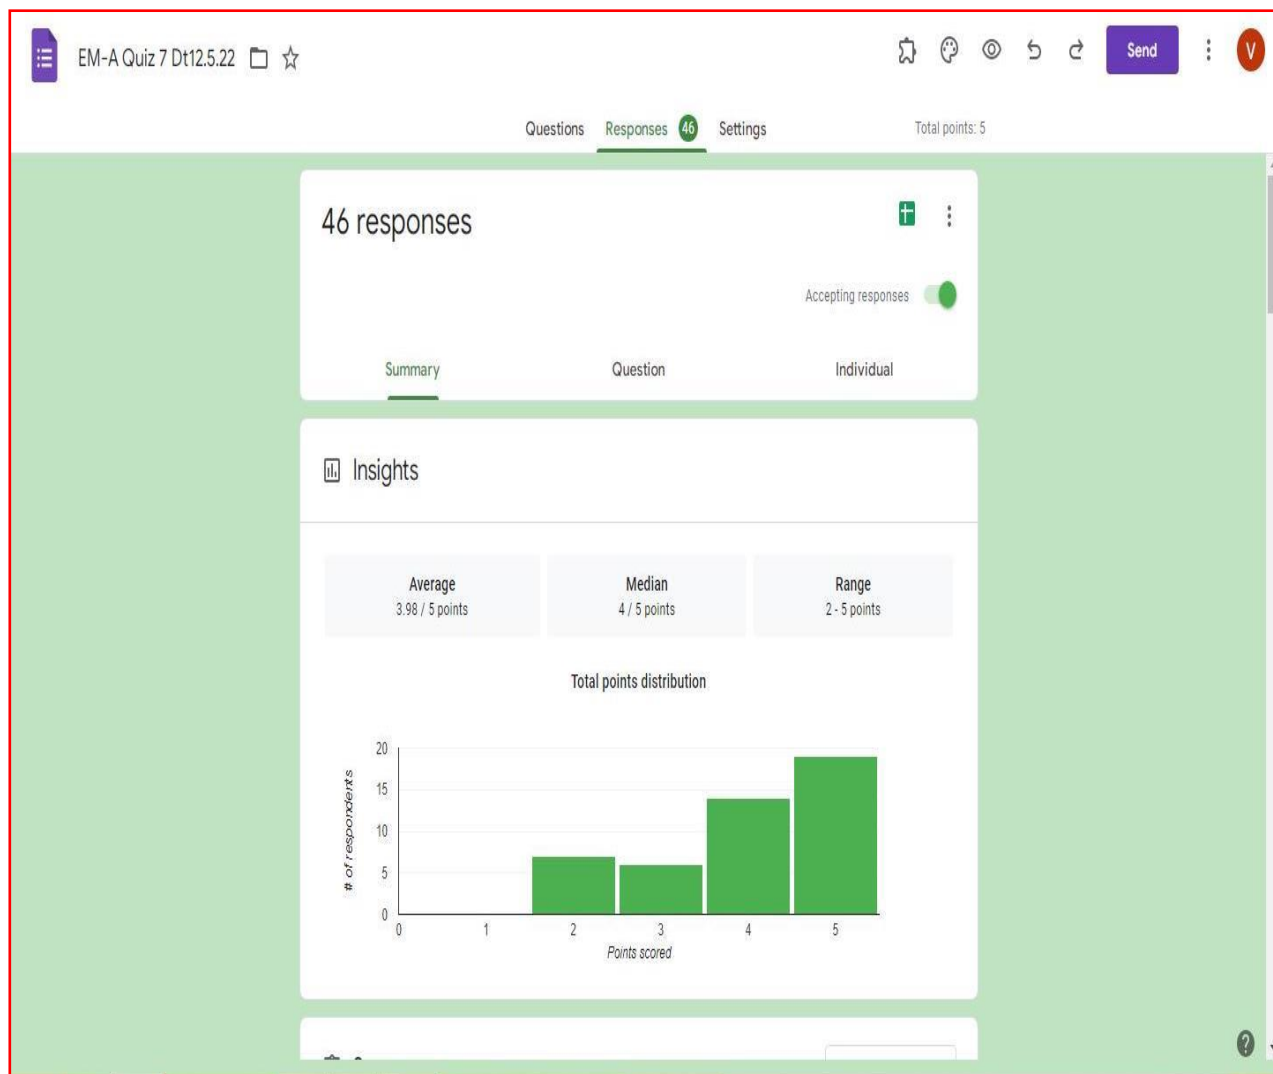 EM-A Quiz 7 Dt12.5.22
Send
V
Questions Responses 46 Settings
Total points: 5
46 responses
Accepting responses
Summary Question Individual
Insights
Average Median Range
3.98 / 5 points 4 / 5 points 2 - 5 points
Total points distribution
# of respondents
20
15
10
5
0
0 1 2 3 4 5
Points scored
?